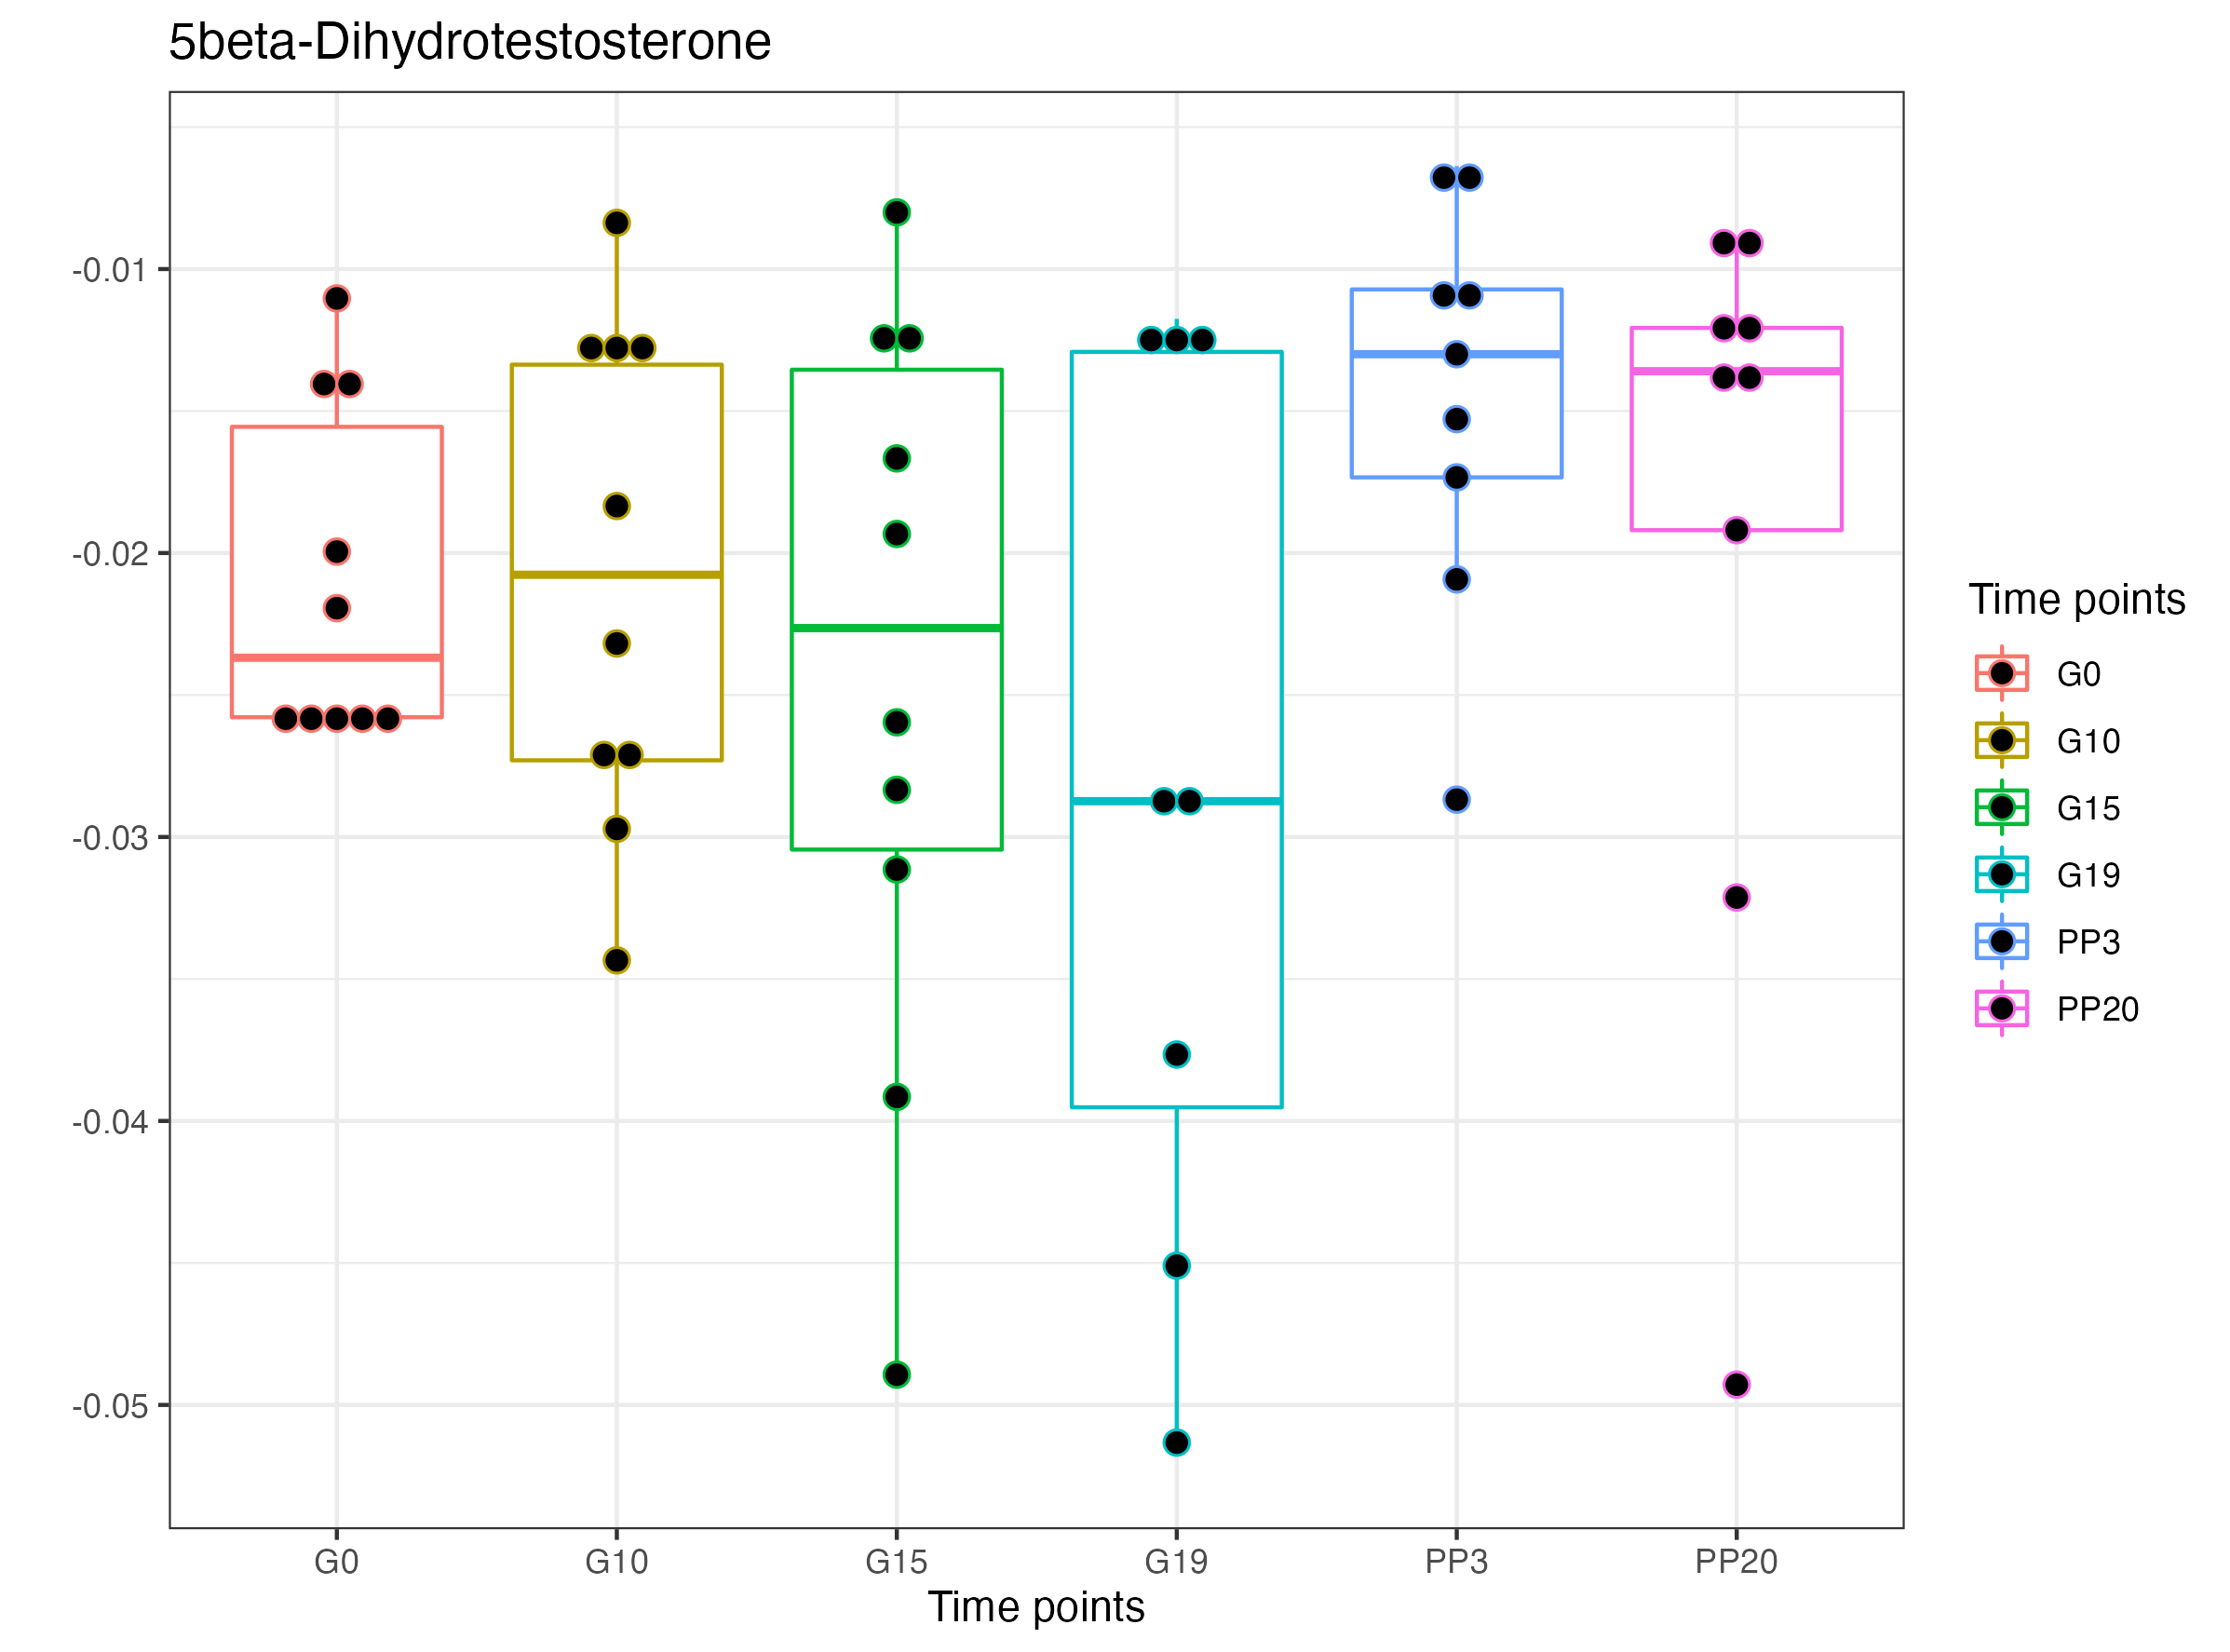 5beta-Dihydrotestosterone
-0.01
-0.02
-0.03
-0.04
-0.05
G0 G10 G15 G19 PP3 PP20
Time points
Time points
G0
G10
G15
G19
PP3
PP20